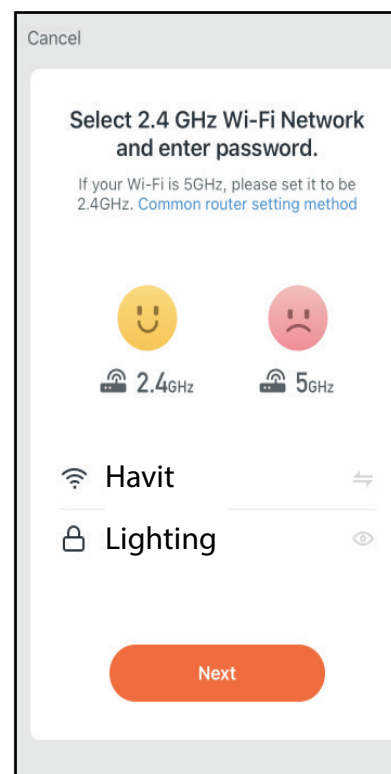 Cancel
Select 2.4 GHz Wi-Fi Network
and enter password.
If your Wi-Fi is 5GHz, please set it to be
2.4GHz. Common router setting method
2.4GHz 5GHz
Havit
Lighting
Next